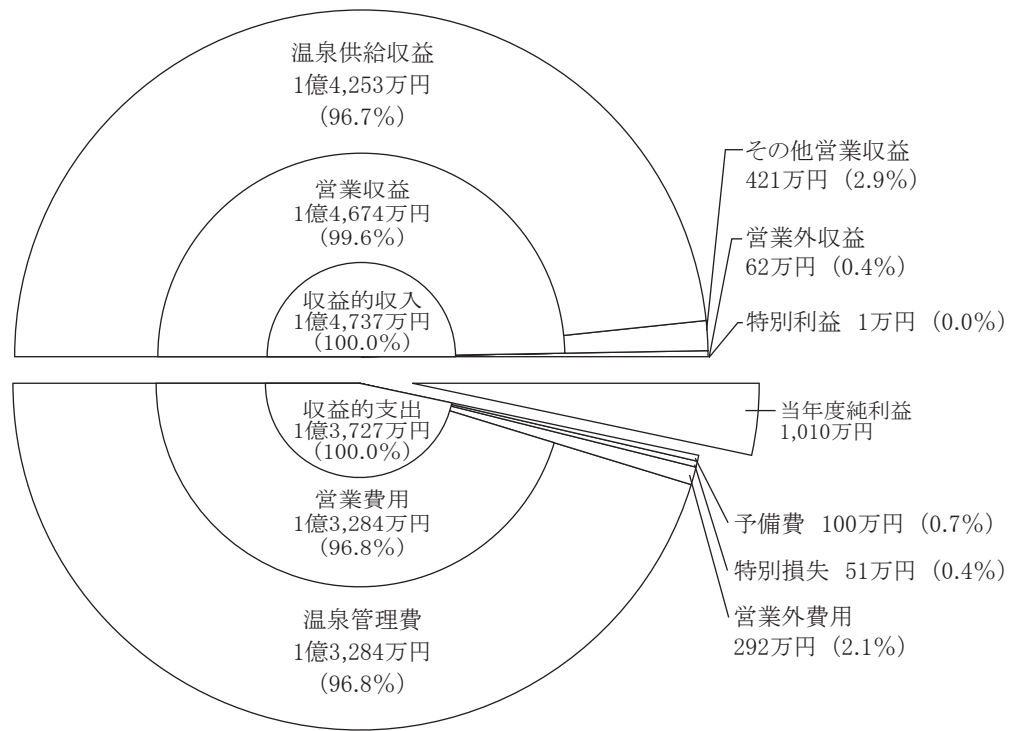 温泉供給収益
1億4,253万円
(96.7%)
営業収益
1億4,674万円
(99.6%)
収益的収入
1億4,737万円
(100.0%)
その他営業収益
421万円 (2.9%)
営業外収益
62万円 (0.4%)
特別利益 1万円 (0.0%)
収益的支出
1億3,727万円
(100.0%)
営業費用
1億3,284万円
(96.8%)
温泉管理費
1億3,284万円
(96.8%)
当年度純利益
1,010万円
予備費 100万円 (0.7%)
特別損失 51万円 (0.4%)
営業外費用
292万円 (2.1%)